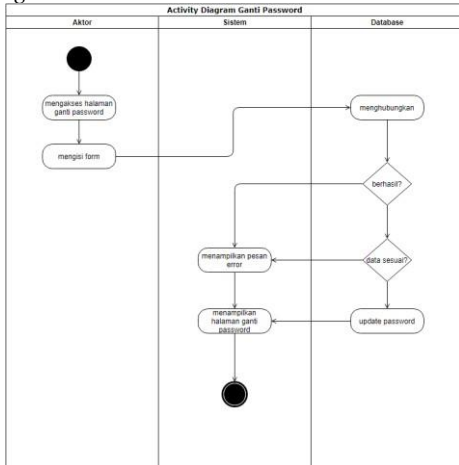 Activity Diagram Ganti Password
Aktor
Sistem
Database
mengakses halaman
ganti password
menghubungkan
mengisi form
berhasil?
menampilkan pesan
error
data sesuai?
menampilkan
halaman ganti
password
update password